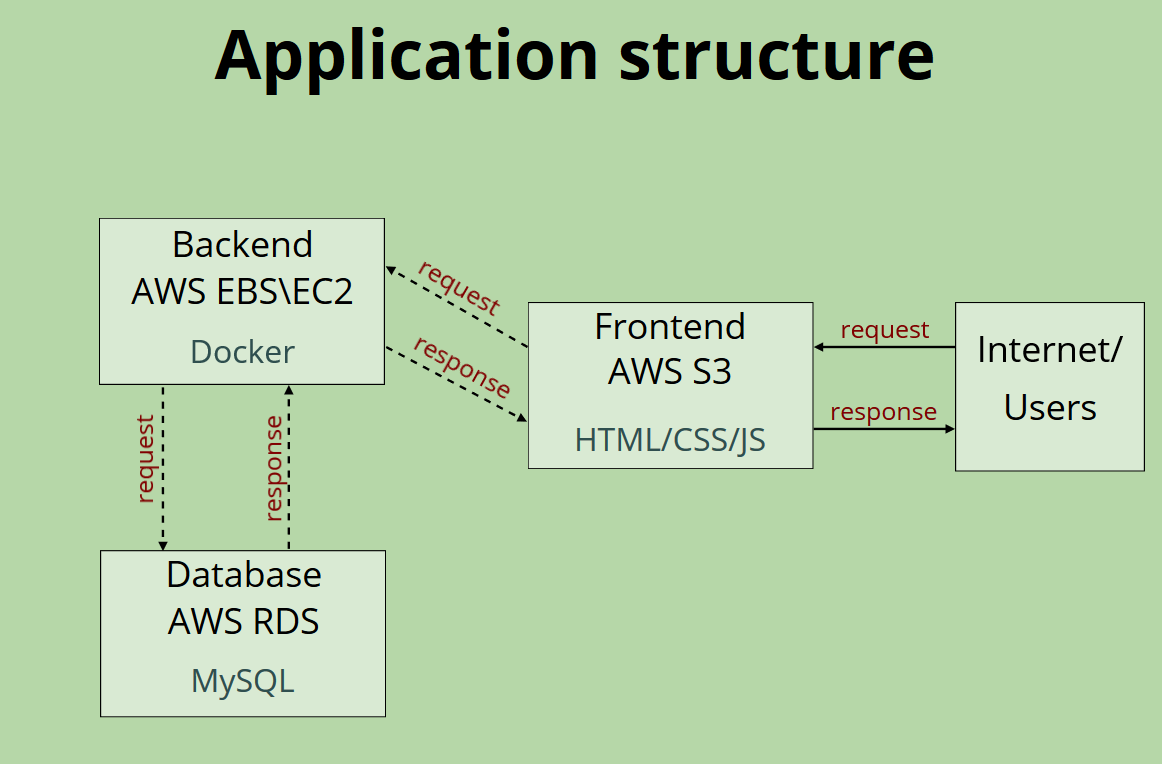 Application structure
Backend
AWS EBS\EC2
Docker
request
response
Frontend
AWS S3
HTML/CSS/JS
request
response
Internet/
Users
request
response
Database
AWS RDS
MySQL